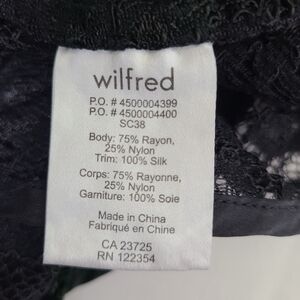 wilfred
P.O. # 4500004399
P.O. # 4500004400
SC38
Body: 75% Rayon,
25% Nylon
Trim: 100% Silk
Corps: 75% Rayonne,
25% Nylon
Garniture: 100% Soie
Made in China
Fabriqué en Chine
CA 23725
RN 122354